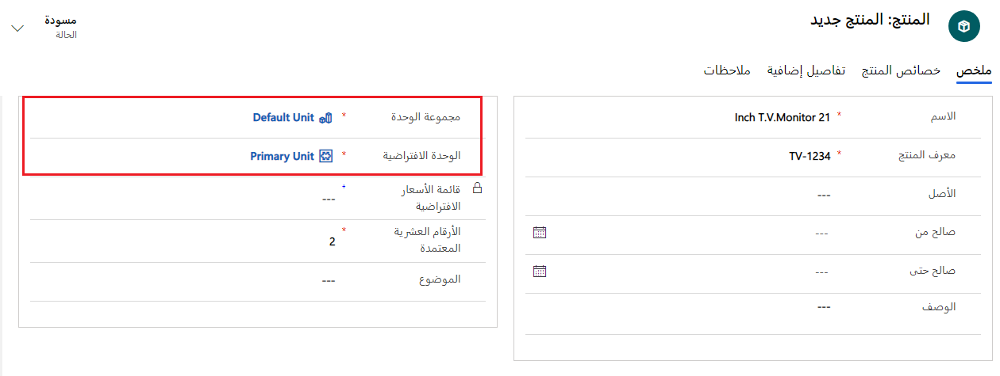 المنتج: المنتج جديد
مسودة
الحالة
ملخص
خصائص المنتج
تفاصيل إضافية
ملاحظات
الاسم * Inch T.V.Monitor 21
معرف المنتج * TV-1234
الأصل ---
صالح من ---
صالح حتى ---
الوصف ---
مجموعة الوحدة * Default Unit
الوحدة الافتراضية * Primary Unit
قائمة الأسعار + ---
الافتراضية
الأرقام العشرية * 2
المعتمدة
الموضوع ---